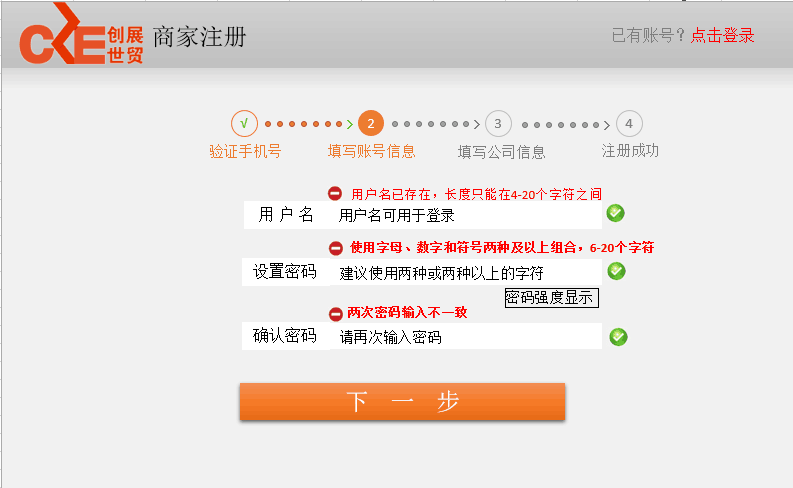 CKE创展世贸 商家注册 已有账号？点击登录
√ 2 3 4
验证手机号 填写账号信息 填写公司信息 注册成功
用户名已存在，长度只能在4-20个字符之间
用 户 名 用户名可用于登录
使用字母、数字和符号两种及以上组合，6-20个字符
设置密码 建议使用两种或两种以上的字符
密码强度显示
两次密码输入不一致
确认密码 请再次输入密码
下 一 步